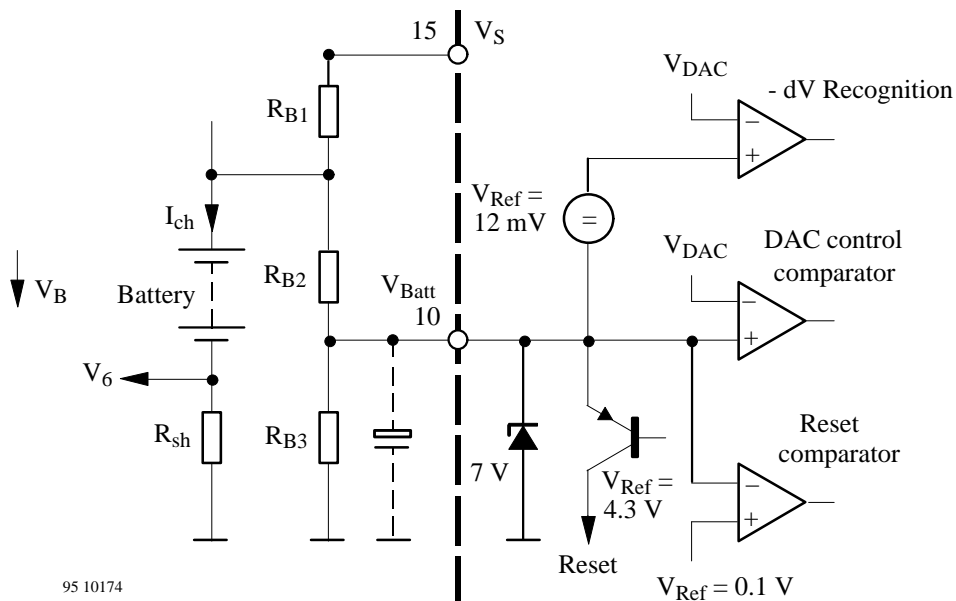 15 V_S
V_DAC
- dV Recognition
R_B1
−
+
V_Ref =
12 mV
=
I_ch
V_DAC
DAC control
comparator
V_B
Battery
R_B2
V_Batt
10
−
+
V_6
R_sh
R_B3
7 V
V_Ref =
4.3 V
Reset
comparator
−
+
Reset
V_Ref = 0.1 V
95 10174